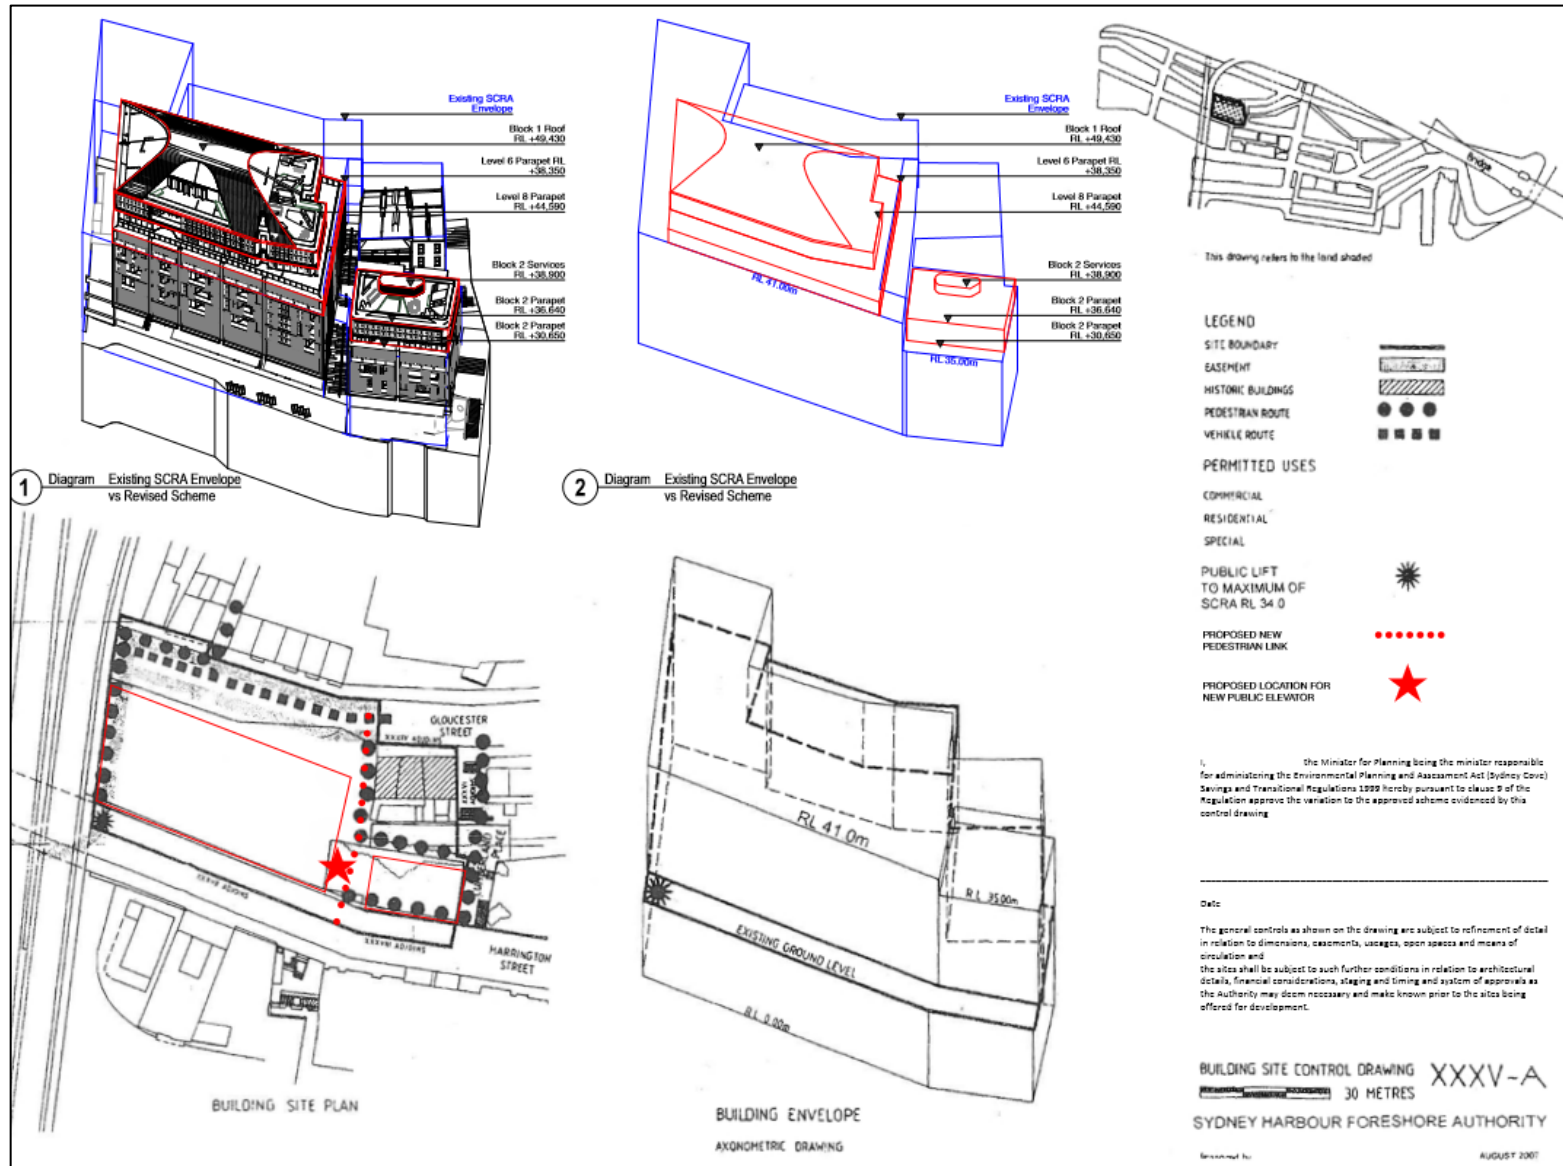 Existing SCRA
Envelope
Block 1 Roof
RL +49,430
Level 6 Parapet RL
+38,350
Level 8 Parapet
RL +44,590
Block 2 Services
RL +38,900
Block 2 Parapet
RL +36,640
Block 2 Parapet
RL +30,650
1 Diagram Existing SCRA Envelope
vs Revised Scheme
Existing SCRA
Envelope
Block 1 Roof
RL +49,430
Level 6 Parapet RL
+38,350
Level 8 Parapet
RL +44,590
Block 2 Services
RL +38,900
Block 2 Parapet
RL +36.640
Block 2 Parapet
RL +30,650
RL 41.00m
RL 35.00m
2 Diagram Existing SCRA Envelope
vs Revised Scheme
Bridge
This drawing refers to the land shaded
LEGEND
SITE BOUNDARY
EASEMENT
HISTORIC BUILDINGS
PEDESTRIAN ROUTE
VEHICLE ROUTE
PERMITTED USES
COMMERCIAL
RESIDENTIAL
SPECIAL
PUBLIC LIFT
TO MAXIMUM OF
SCRA RL 34.0
PROPOSED NEW
PEDESTRIAN LINK
PROPOSED LOCATION FOR
NEW PUBLIC ELEVATOR
GLOUCESTER
STREET
XXXIV ADJOINS
PLACE
XXXVII ADJOINS
XXXVIII ADJOINS
HARRINGTON
STREET
BUILDING SITE PLAN
RL 41.0m
R L 35.00m
EXISTING GROUND LEVEL
R L 0.00m
BUILDING ENVELOPE
AXONOMETRIC DRAWING
I, the Minister for Planning being the minister responsible
for administering the Environmental Planning and Assessment Act (Sydney Cove)
Savings and Transitional Regulations 1999 hereby pursuant to clause 9 of the
Regulation approve the variation to the approved scheme evidenced by this
control drawing
Date
The general controls as shown on the drawing are subject to refinement of detail
in relation to dimensions, easements, useages, open spaces and means of
circulation and
the sites shall be subject to such further conditions in relation to architectural
details, financial considerations, staging and timing and system of approvals as
the Authority may deem necessary and make known prior to the sites being
offered for development.
BUILDING SITE CONTROL DRAWING XXXV-A
30 METRES
SYDNEY HARBOUR FORESHORE AUTHORITY
AUGUST 2007